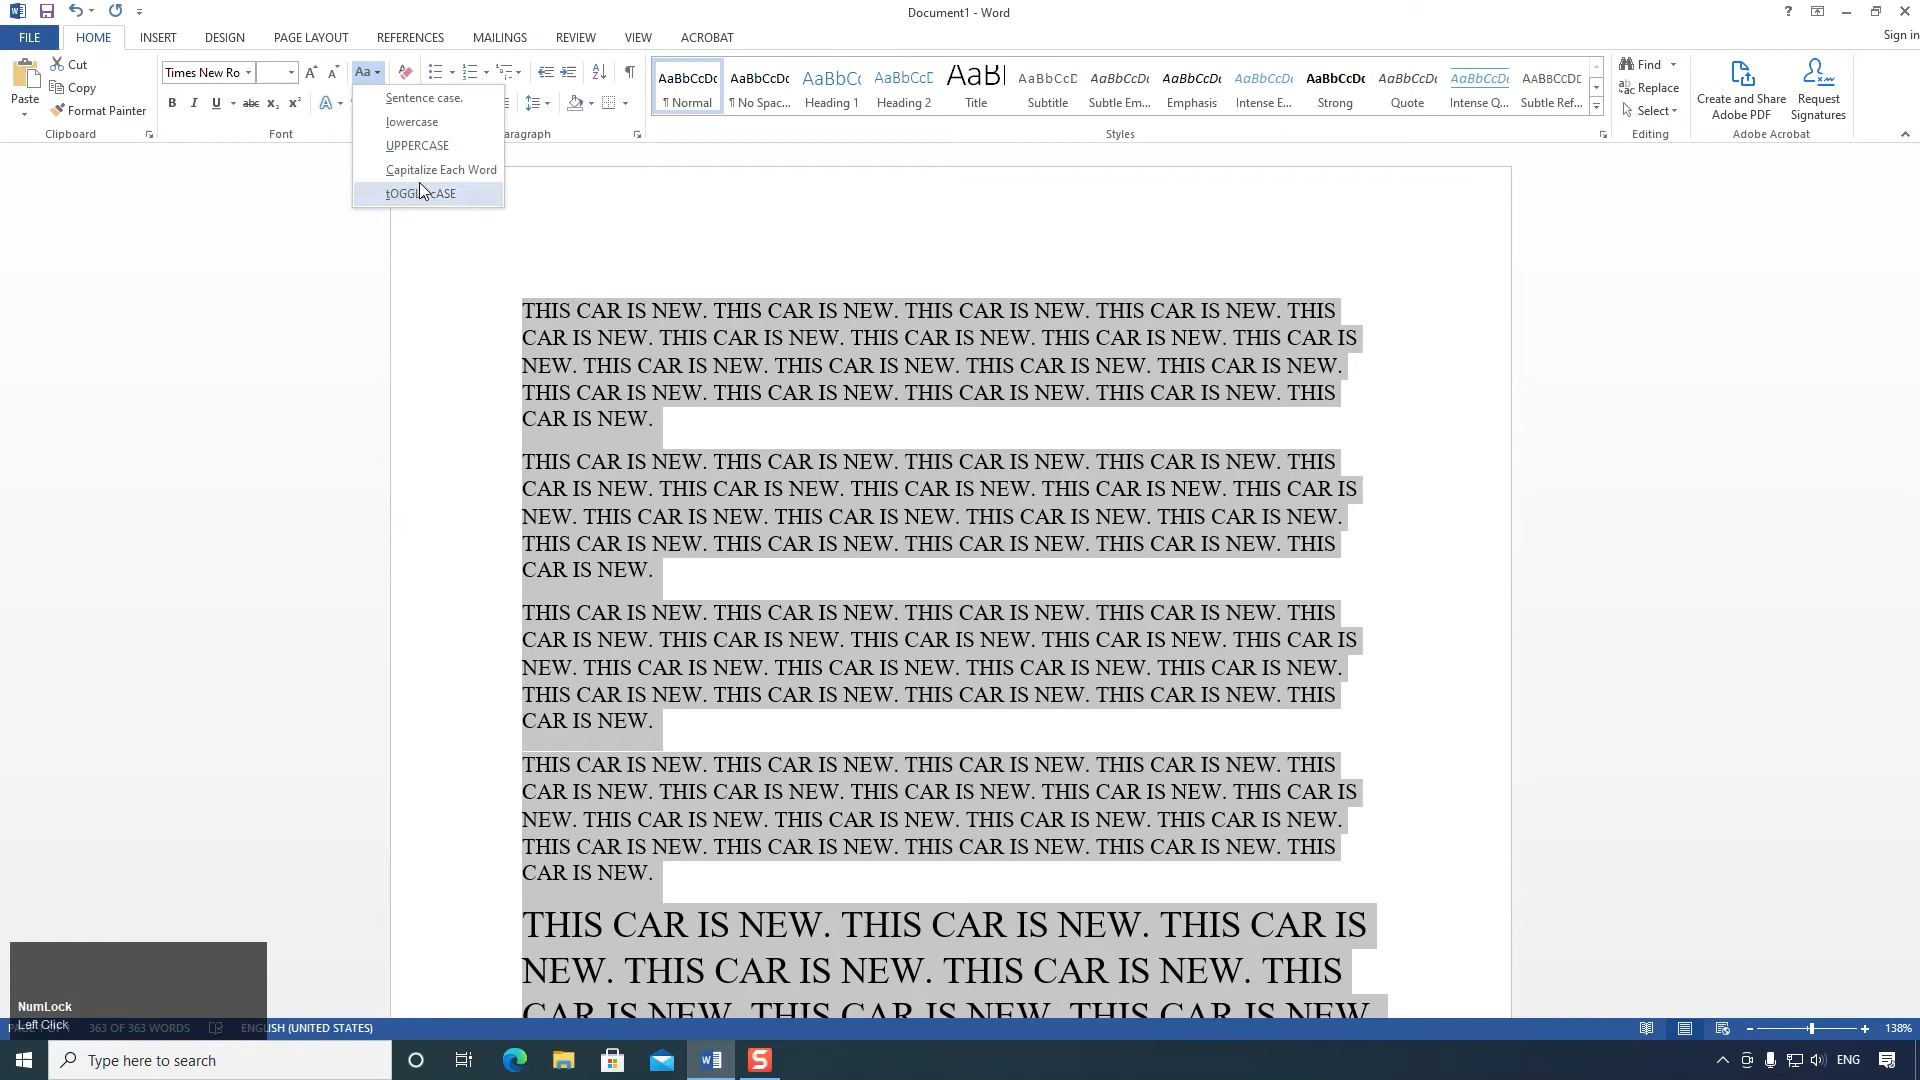 Document1 - Word
Sign in
FILE HOME INSERT DESIGN PAGE LAYOUT REFERENCES MAILINGS REVIEW VIEW ACROBAT
Paste
Cut
Copy
Format Painter
Clipboard
Times New Ro
Aa
Font
Sentence case.
lowercase
UPPERCASE
Capitalize Each Word
AaBbCcDc AaBbCcDc AaBbCc AaBbCcE AaB AaBbCcD AaBbCcDc AaBbCcDc AaBbCcDc AaBbCcDc AaBbCcDc AaBbCcDc AABBCCDE
¶ Normal ¶ No Spac... Heading 1 Heading 2 Title Subtitle Subtle Em... Emphasis Intense E... Strong Quote Intense Q... Subtle Ref...
Styles
Find
Replace
Select
Editing
Create and Share Adobe PDF
Request Signatures
Adobe Acrobat
THIS CAR IS NEW. THIS CAR IS NEW. THIS CAR IS NEW. THIS CAR IS NEW. THIS
CAR IS NEW. THIS CAR IS NEW. THIS CAR IS NEW. THIS CAR IS NEW. THIS CAR IS
NEW. THIS CAR IS NEW. THIS CAR IS NEW. THIS CAR IS NEW. THIS CAR IS NEW.
THIS CAR IS NEW. THIS CAR IS NEW. THIS CAR IS NEW. THIS CAR IS NEW. THIS
CAR IS NEW.
THIS CAR IS NEW. THIS CAR IS NEW. THIS CAR IS NEW. THIS CAR IS NEW. THIS
CAR IS NEW. THIS CAR IS NEW. THIS CAR IS NEW. THIS CAR IS NEW. THIS CAR IS
NEW. THIS CAR IS NEW. THIS CAR IS NEW. THIS CAR IS NEW. THIS CAR IS NEW.
THIS CAR IS NEW. THIS CAR IS NEW. THIS CAR IS NEW. THIS CAR IS NEW. THIS
CAR IS NEW.
THIS CAR IS NEW. THIS CAR IS NEW. THIS CAR IS NEW. THIS CAR IS NEW. THIS
CAR IS NEW. THIS CAR IS NEW. THIS CAR IS NEW. THIS CAR IS NEW. THIS CAR IS
NEW. THIS CAR IS NEW. THIS CAR IS NEW. THIS CAR IS NEW. THIS CAR IS NEW.
THIS CAR IS NEW. THIS CAR IS NEW. THIS CAR IS NEW. THIS CAR IS NEW. THIS
CAR IS NEW.
THIS CAR IS NEW. THIS CAR IS NEW. THIS CAR IS NEW. THIS CAR IS NEW. THIS
CAR IS NEW. THIS CAR IS NEW. THIS CAR IS NEW. THIS CAR IS NEW. THIS CAR IS
NEW. THIS CAR IS NEW. THIS CAR IS NEW. THIS CAR IS NEW. THIS CAR IS NEW.
THIS CAR IS NEW. THIS CAR IS NEW. THIS CAR IS NEW. THIS CAR IS NEW. THIS
CAR IS NEW.
THIS CAR IS NEW. THIS CAR IS NEW. THIS CAR IS
NEW. THIS CAR IS NEW. THIS CAR IS NEW. THIS
CAR IS NEW. THIS CAR IS NEW. THIS CAR IS NEW.
NumLock
Left Click
363 OF 363 WORDS ENGLISH (UNITED STATES)
138%
Type here to search
ENG